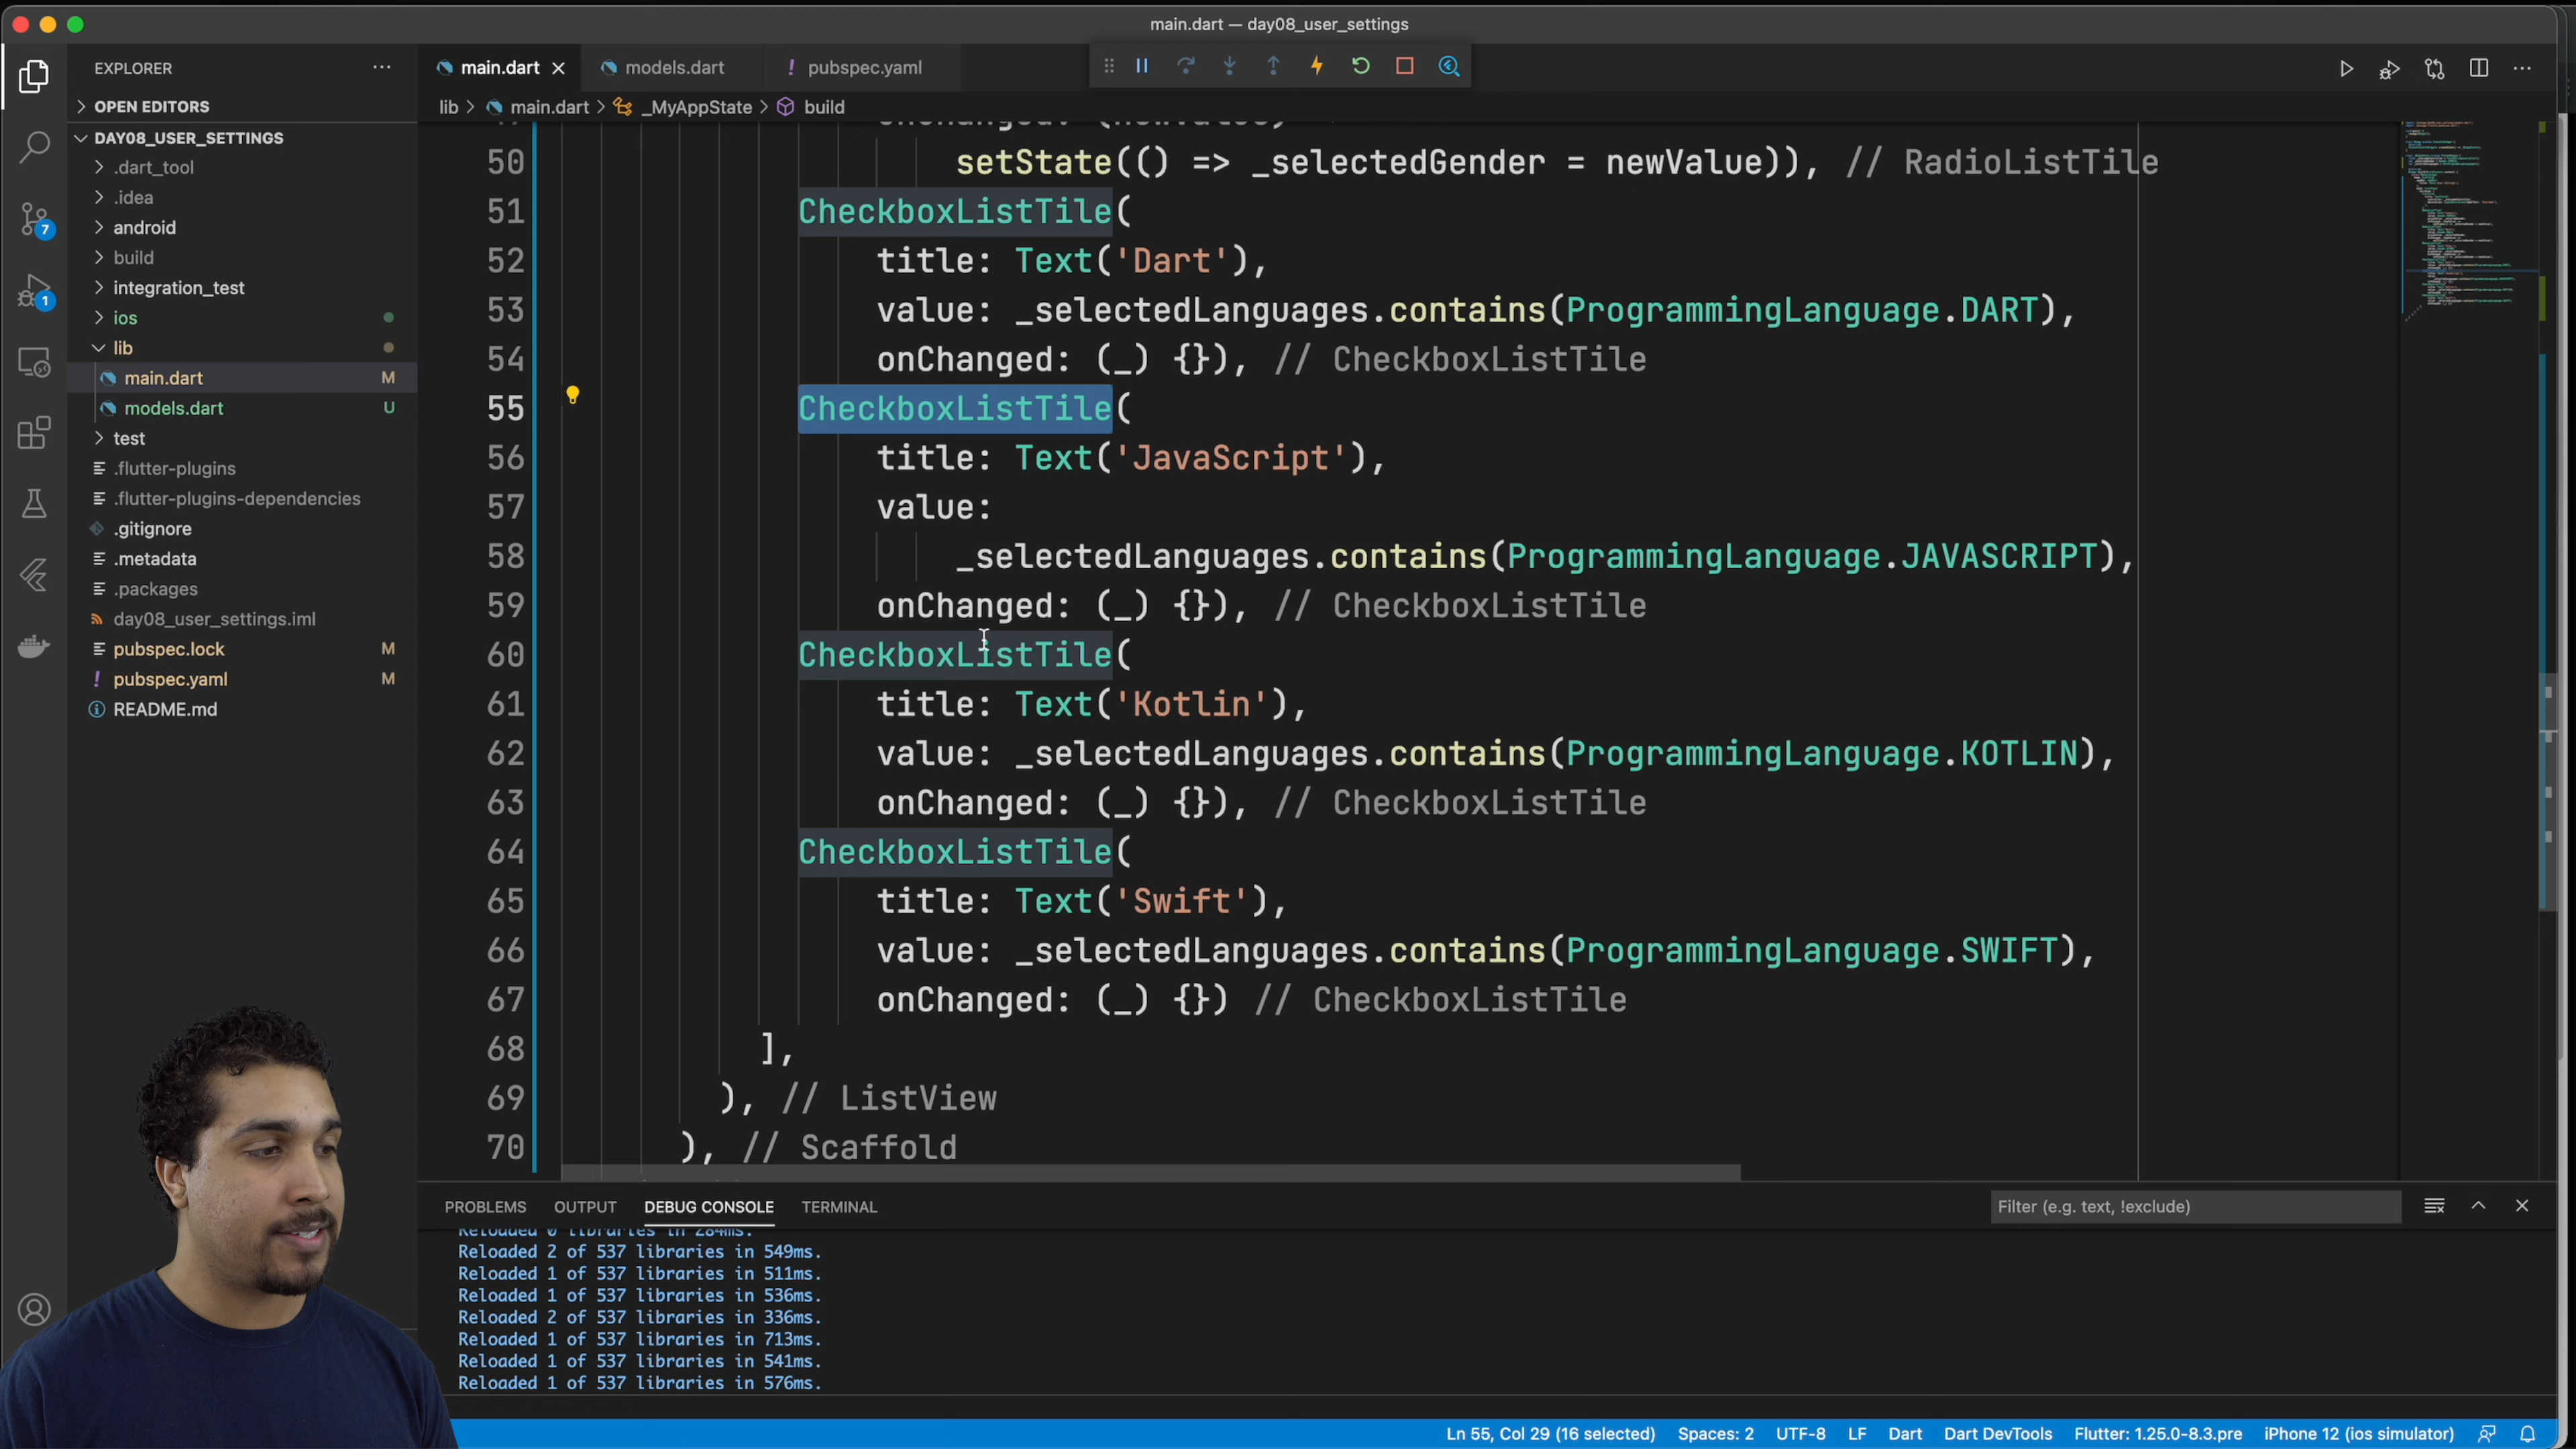 main.dart — day08_user_settings
EXPLORER
main.dart
models.dart
! pubspec.yaml
OPEN EDITORS
lib > main.dart > _MyAppState > build
DAY08_USER_SETTINGS
.dart_tool
.idea
android
build
integration_test
ios
lib
main.dart M
models.dart U
test
.flutter-plugins
.flutter-plugins-dependencies
.gitignore
.metadata
.packages
day08_user_settings.iml
pubspec.lock M
! pubspec.yaml M
README.md
7
1
50 setState(() => _selectedGender = newValue)), // RadioListTile
51 CheckboxListTile(
52 title: Text('Dart'),
53 value: _selectedLanguages.contains(ProgrammingLanguage.DART),
54 onChanged: (_) {}), // CheckboxListTile
55 CheckboxListTile(
56 title: Text('JavaScript'),
57 value:
58 _selectedLanguages.contains(ProgrammingLanguage.JAVASCRIPT),
59 onChanged: (_) {}), // CheckboxListTile
60 CheckboxListTile(
61 title: Text('Kotlin'),
62 value: _selectedLanguages.contains(ProgrammingLanguage.KOTLIN),
63 onChanged: (_) {}), // CheckboxListTile
64 CheckboxListTile(
65 title: Text('Swift'),
66 value: _selectedLanguages.contains(ProgrammingLanguage.SWIFT),
67 onChanged: (_) {}) // CheckboxListTile
68 ],
69 ), // ListView
70 ), // Scaffold
PROBLEMS OUTPUT DEBUG CONSOLE TERMINAL
Filter (e.g. text, !exclude)
Reloaded 0 libraries in 284ms.
Reloaded 2 of 537 libraries in 549ms.
Reloaded 1 of 537 libraries in 511ms.
Reloaded 1 of 537 libraries in 536ms.
Reloaded 2 of 537 libraries in 336ms.
Reloaded 1 of 537 libraries in 713ms.
Reloaded 1 of 537 libraries in 541ms.
Reloaded 1 of 537 libraries in 576ms.
Ln 55, Col 29 (16 selected) Spaces: 2 UTF-8 LF Dart Dart DevTools Flutter: 1.25.0-8.3.pre iPhone 12 (ios simulator)